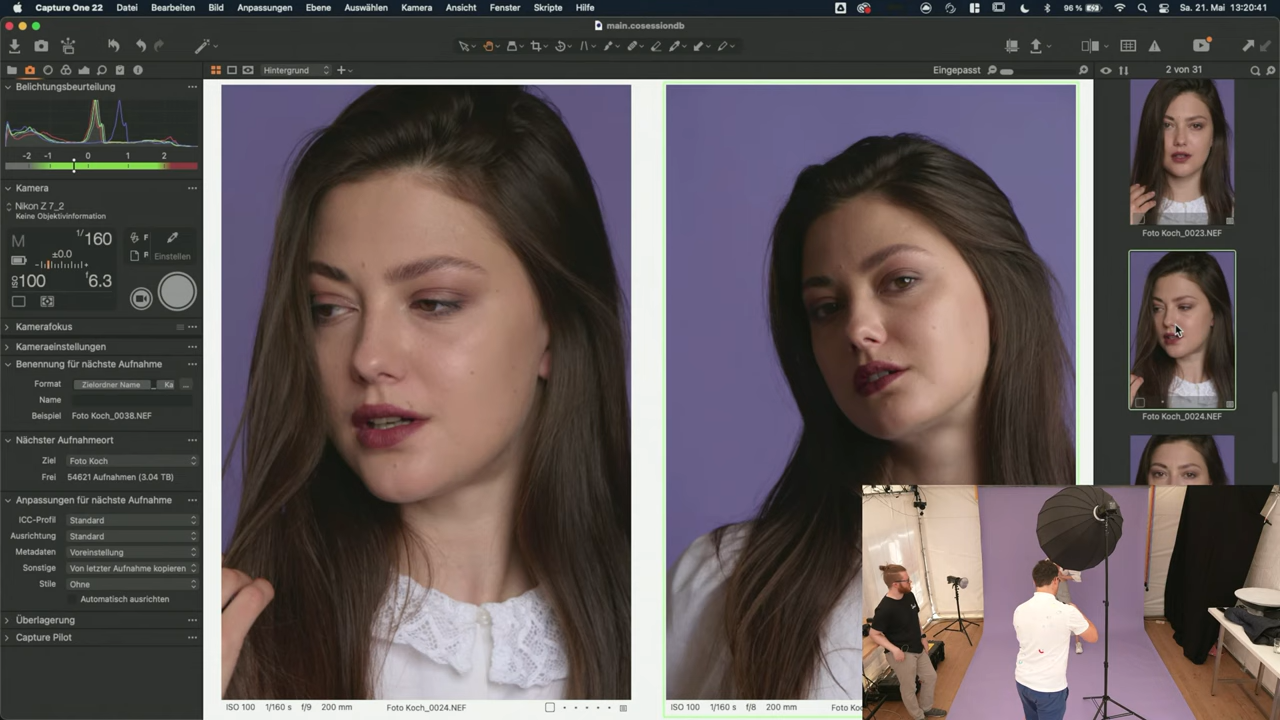 Capture One 22 Datei Bearbeiten Bild Anpassungen Ebene Auswählen Kamera Ansicht Fenster Skripte Hilfe
96 % Sa. 21. Mai 13:20:41
main.cosessiondb
Hintergrund
Eingepasst
2 von 31
Belichtungsbeurteilung
-2 -1 0 1 2
Kamera
Nikon Z 7_2
Keine Objektivinformation
M 1/160 F
±0.0 F Einstellen
ISO 100 f6.3
Kamerafokus
Kameraeinstellungen
Benennung für nächste Aufnahme
Format Zielordner Name _ Ka ...
Name
Beispiel Foto Koch_0038.NEF
Nächster Aufnahmeort
Ziel Foto Koch
Frei 54621 Aufnahmen (3.04 TB)
Anpassungen für nächste Aufnahme
ICC-Profil Standard
Ausrichtung Standard
Metadaten Voreinstellung
Sonstige Von letzter Aufnahme kopieren
Stile Ohne
Automatisch ausrichten
Überlagerung
Capture Pilot
ISO 100 1/160 s f/9 200 mm Foto Koch_0024.NEF
ISO 100 1/160 s f/8 200 mm Foto Ko
Foto Koch_0023.NEF
Foto Koch_0024.NEF